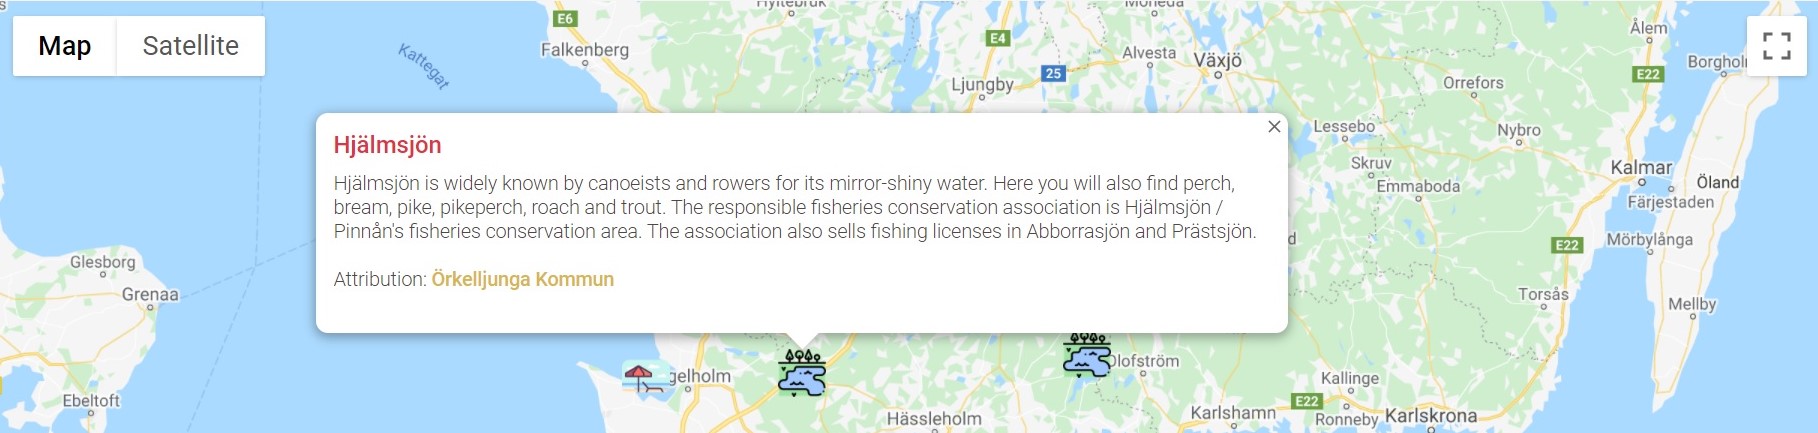 Map
Satellite
Kattegat
E6
Falkenberg
Hyltebruk
E4
Ljungby
25
Alvesta
Växjö
Moheda
Ålem
E22
Orrefors
Lessebo
Nybro
Skruv
Emmaboda
Kalmar
Öland
Färjestaden
Mörbylånga
E22
Torsås
Mellby
Hjälmsjön
Hjälmsjön is widely known by canoeists and rowers for its mirror-shiny water. Here you will also find perch,
bream, pike, pikeperch, roach and trout. The responsible fisheries conservation association is Hjälmsjön /
Pinnån's fisheries conservation area. The association also sells fishing licenses in Abborrasjön and Prästsjön.
Attribution: Örkelljunga Kommun
Glesborg
Grenaa
Ebeltoft
gelholm
Olofström
Hässleholm
Kallinge
E22
Karlshamn
Ronneby
Karlskrona